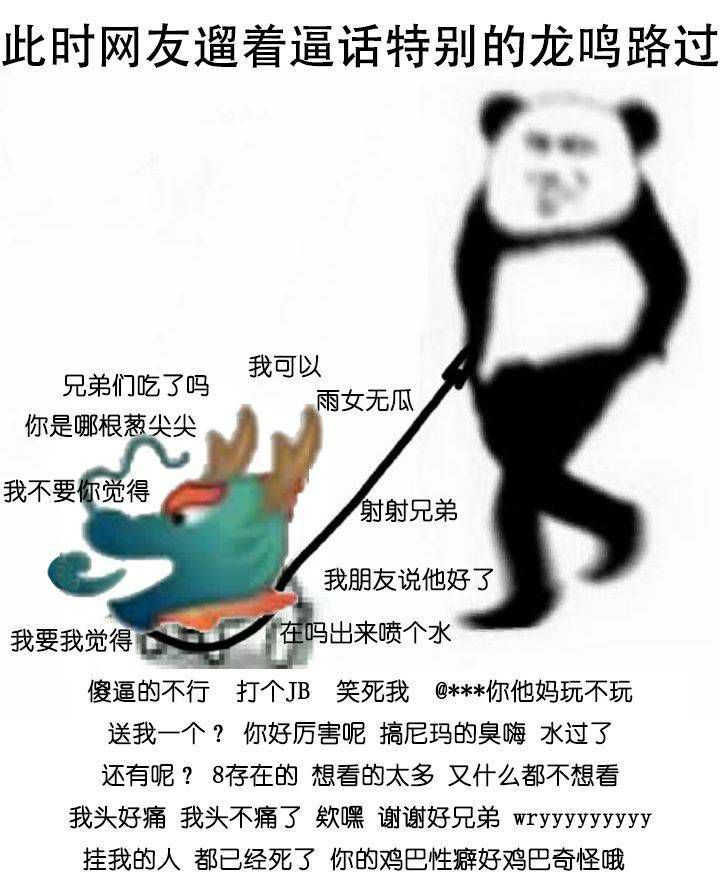 此时网友遛着逼话特别的龙鸣路过
我可以
兄弟们吃了吗
雨女无瓜
你是哪根葱尖尖
我不要你觉得
射射兄弟
我朋友说他好了
在吗出来喷个水
我要我觉得
傻逼的不行 打个JB 笑死我 @***你他妈玩不玩
送我一个？ 你好厉害呢 搞尼玛的臭嗨 水过了
还有呢？ 8存在的 想看的太多 又什么都不想看
我头好痛 我头不痛了 欸嘿 谢谢好兄弟 wryyyyyyyyy
挂我的人 都已经死了 你的鸡巴性癖好鸡巴奇怪哦